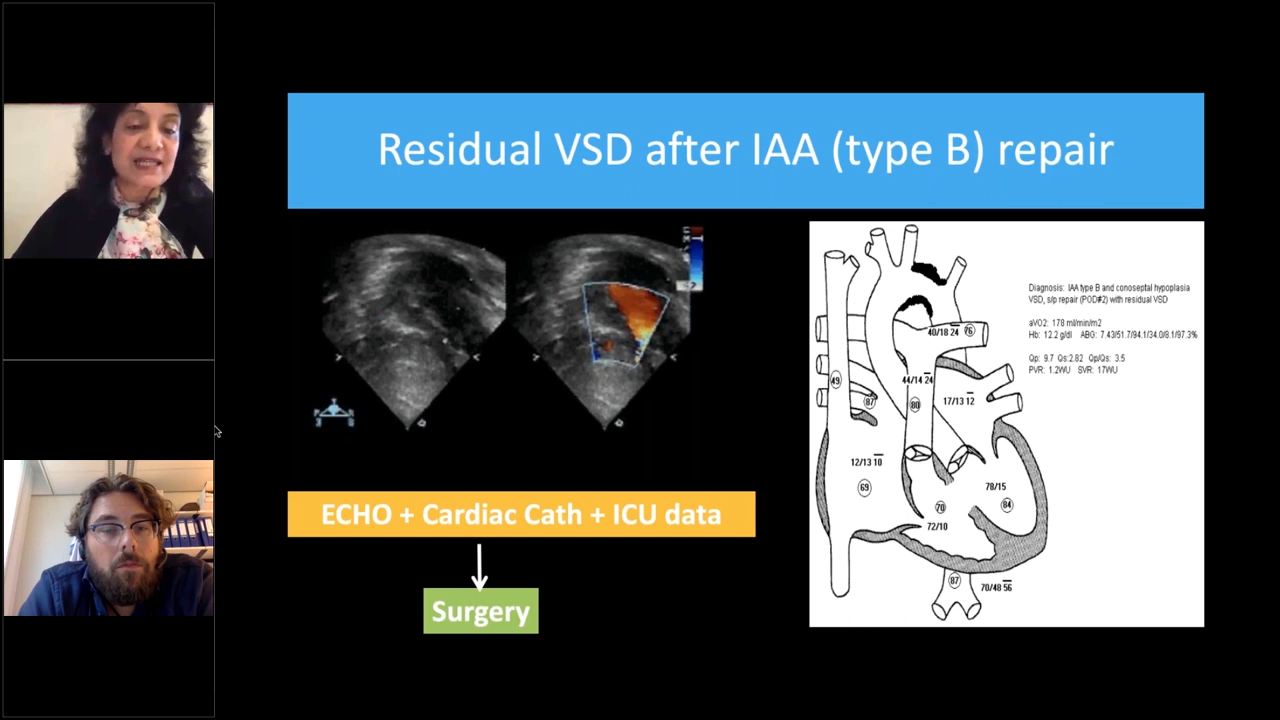 Residual VSD after IAA (type B) repair
ECHO + Cardiac Cath + ICU data
Surgery
Diagnosis: IAA type B and conoseptal hypoplasia
VSD, s/p repair (POD#2) with residual VSD
aVO2: 178 ml/min/m2
Hb: 12.2 g/dl ABG: 7.43/51.7/94.1/34.0/8.1/97.3%
Qp: 9.7 Qs:2.82 Qp/Qs: 3.5
PVR: 1.2WU SVR: 17WU
40/18 24 76
44/14 24
49
87
80
17/13 12
12/13 10
69
78/15
84
70
72/10
87
70/48 56